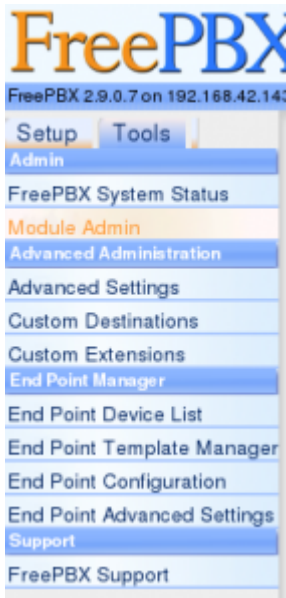 FreePBX
FreePBX 2.9.0.7 on 192.168.42.143
Setup Tools
Admin
FreePBX System Status
Module Admin
Advanced Administration
Advanced Settings
Custom Destinations
Custom Extensions
End Point Manager
End Point Device List
End Point Template Manager
End Point Configuration
End Point Advanced Settings
Support
FreePBX Support